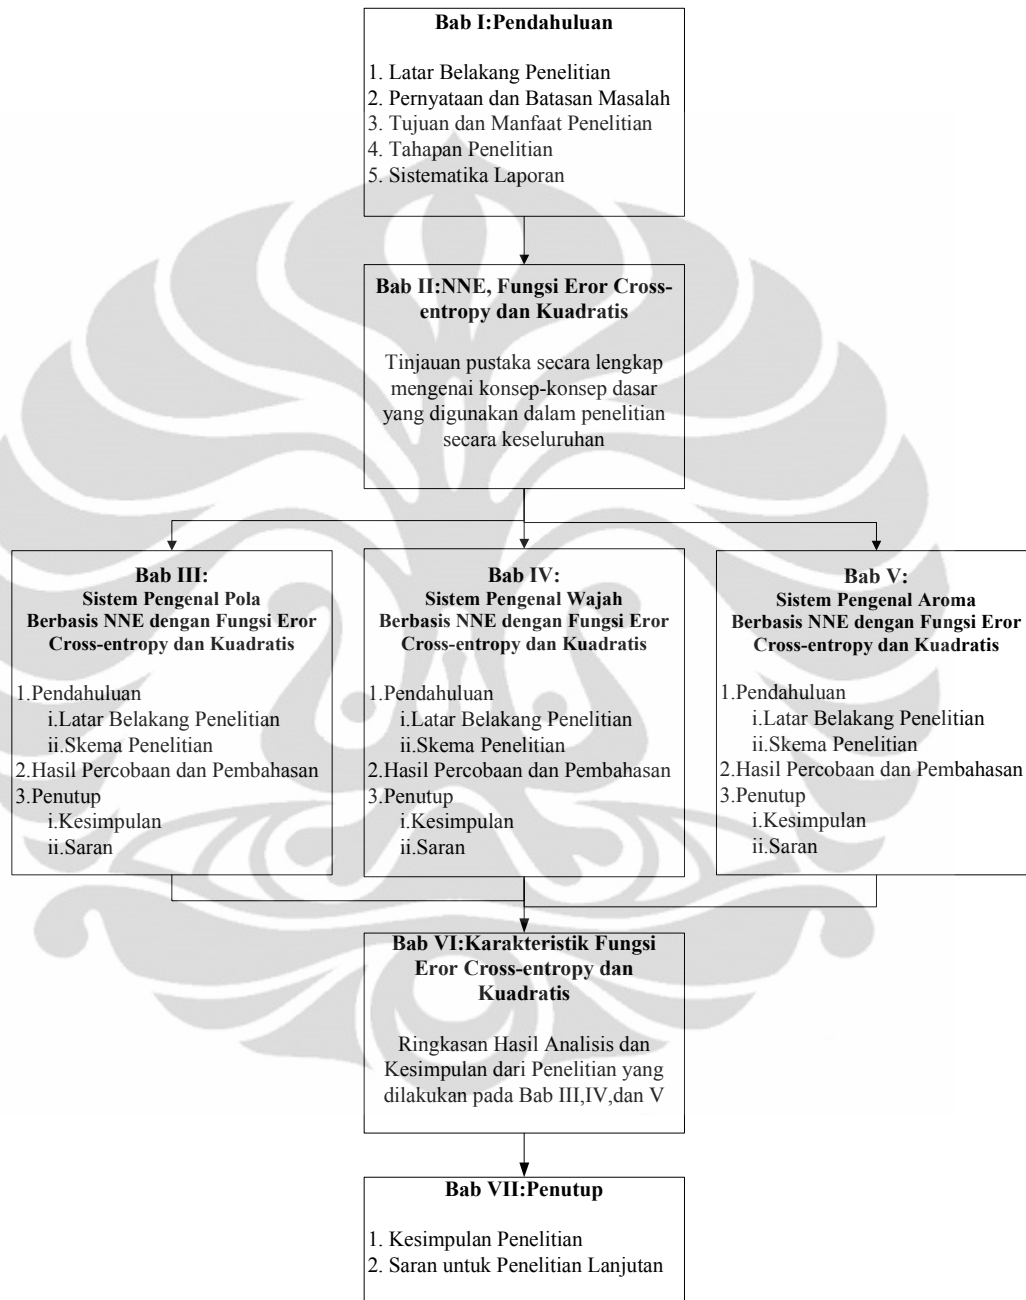 Bab I:Pendahuluan
1. Latar Belakang Penelitian
2. Pernyataan dan Batasan Masalah
3. Tujuan dan Manfaat Penelitian
4. Tahapan Penelitian
5. Sistematika Laporan
Bab II:NNE, Fungsi Eror Cross-
entropy dan Kuadratis
Tinjauan pustaka secara lengkap
mengenai konsep-konsep dasar
yang digunakan dalam penelitian
secara keseluruhan
Bab III:
Sistem Pengenal Pola
Berbasis NNE dengan Fungsi Eror
Cross-entropy dan Kuadratis
1.Pendahuluan
i.Latar Belakang Penelitian
ii.Skema Penelitian
2.Hasil Percobaan dan Pembahasan
3.Penutup
i.Kesimpulan
ii.Saran
Bab IV:
Sistem Pengenal Wajah
Berbasis NNE dengan Fungsi Eror
Cross-entropy dan Kuadratis
1.Pendahuluan
i.Latar Belakang Penelitian
ii.Skema Penelitian
2.Hasil Percobaan dan Pembahasan
3.Penutup
i.Kesimpulan
ii.Saran
Bab V:
Sistem Pengenal Aroma
Berbasis NNE dengan Fungsi Eror
Cross-entropy dan Kuadratis
1.Pendahuluan
i.Latar Belakang Penelitian
ii.Skema Penelitian
2.Hasil Percobaan dan Pembahasan
3.Penutup
i.Kesimpulan
ii.Saran
Bab VI:Karakteristik Fungsi
Eror Cross-entropy dan
Kuadratis
Ringkasan Hasil Analisis dan
Kesimpulan dari Penelitian yang
dilakukan pada Bab III,IV,dan V
Bab VII:Penutup
1. Kesimpulan Penelitian
2. Saran untuk Penelitian Lanjutan